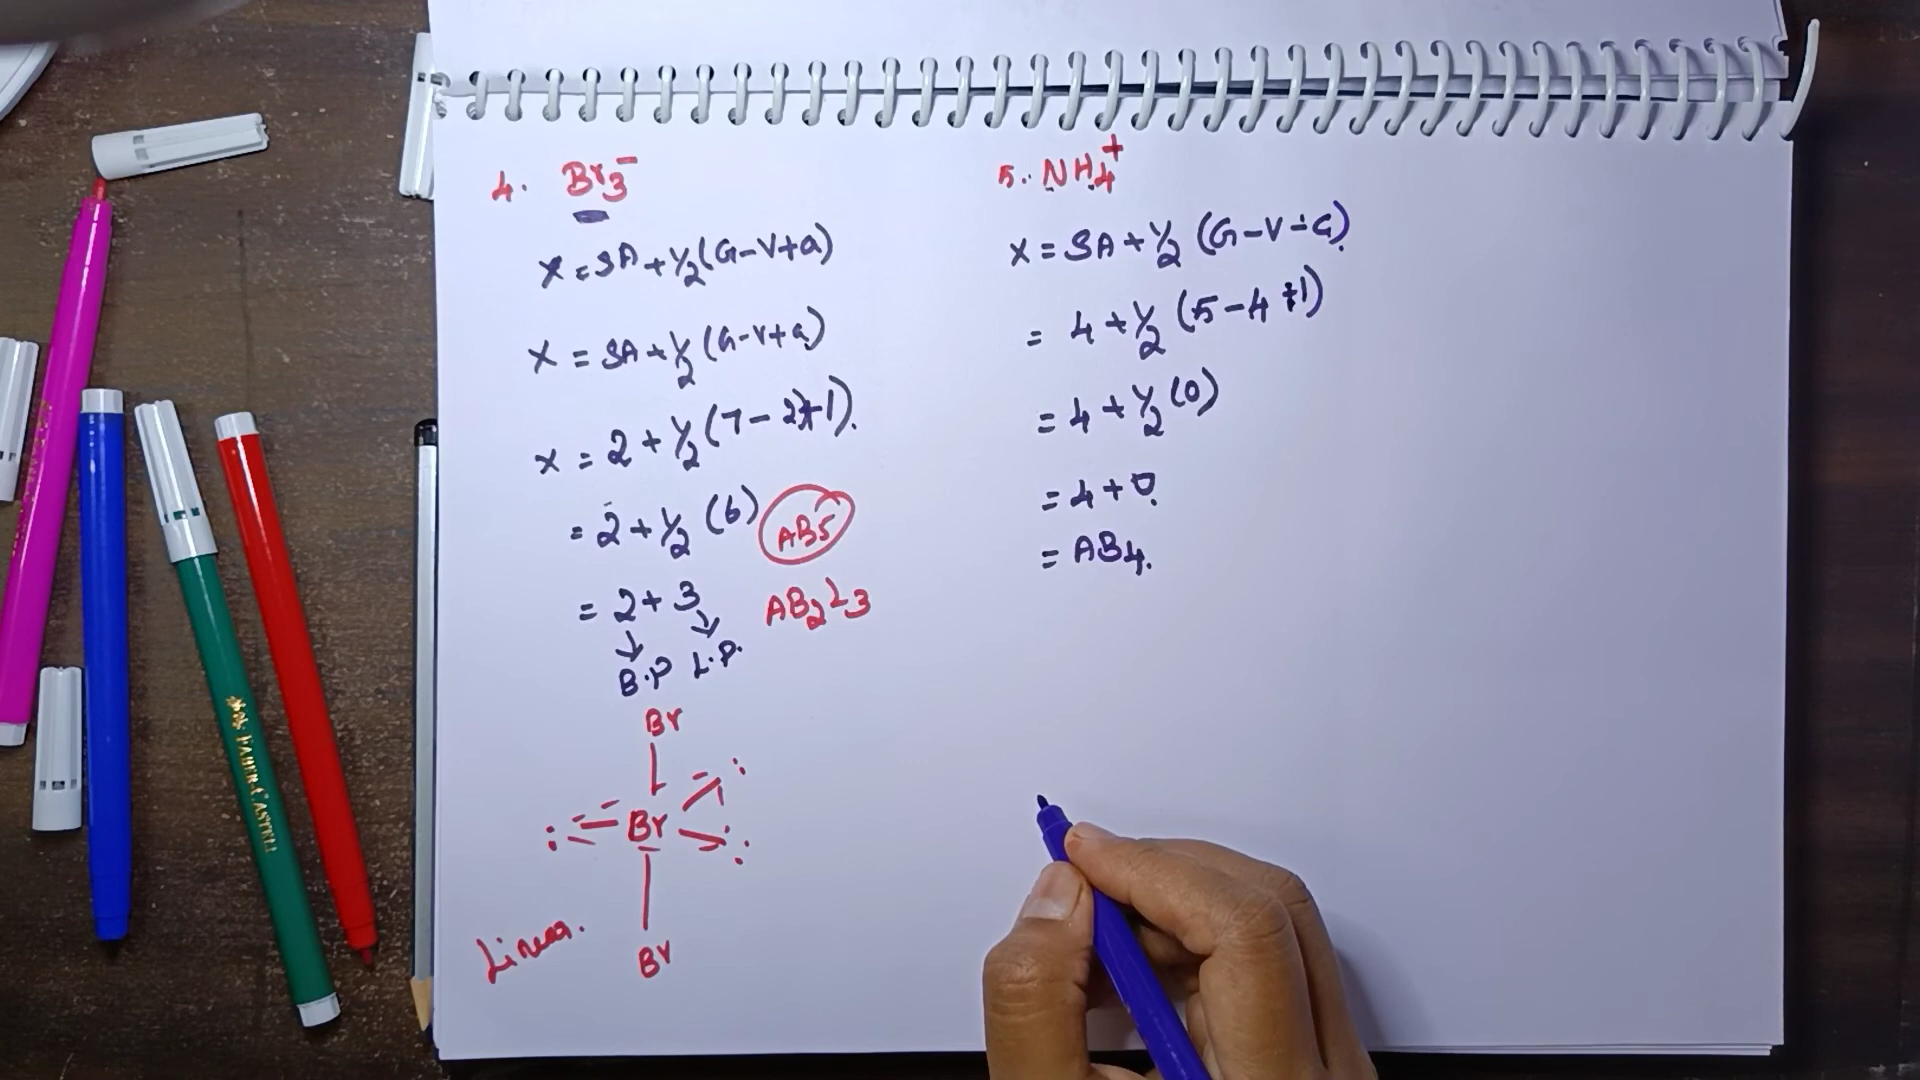 4. Br3⁻
X = SA + 1/2 (G-V+a)
X = SA + 1/2 (G-V+a)
X = 2 + 1/2 (7-2+1).
= 2 + 1/2 (6) AB5
= 2 + 3 AB2L3
B.P L.P.
Br
Br
Br
Linear.
5. NH4⁺
X = SA + 1/2 (G-V-a)
= 4 + 1/2 (5-4+1)
= 4 + 1/2 (0)
= 4 + 0.
= AB4.
FABER-CASTELL